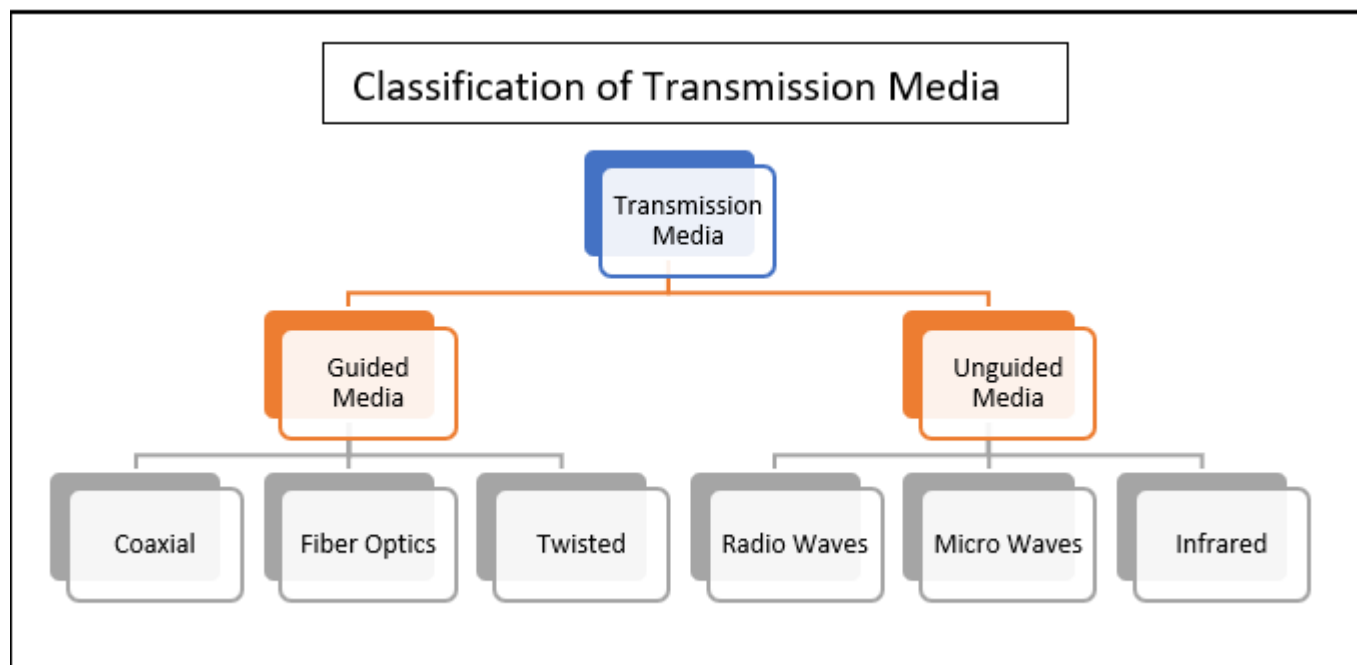 Classification of Transmission Media
Transmission
Media
Guided
Media
Unguided
Media
Coaxial
Fiber Optics
Twisted
Radio Waves
Micro Waves
Infrared